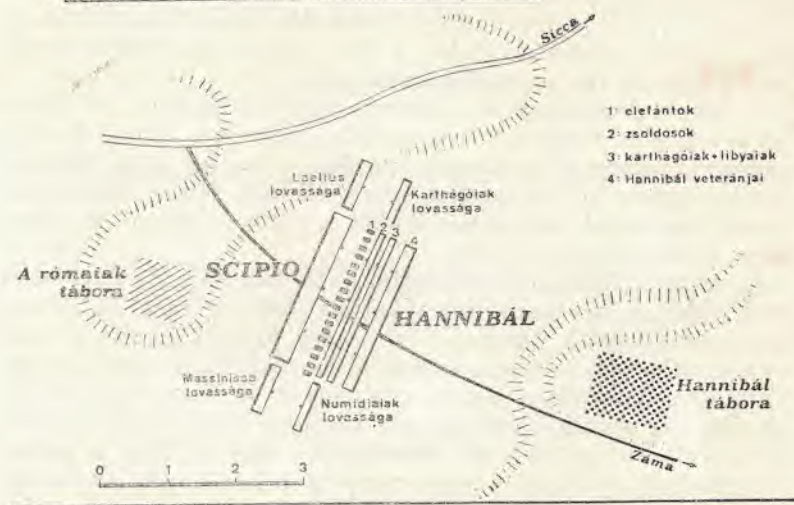 Sicca
1: elefántok
2: zsoldosok
3: karthágóiak+libyaiak
4: Hannibál veteránjai
Laelius
lovassága
Karthágóiak
lovassága
1 2 3 4
A rómaiak
tábora
SCIPIO
HANNIBÁL
Massinissa
lovassága
Numidiaiak
lovassága
Hannibál
tábora
Záma
0 1 2 3